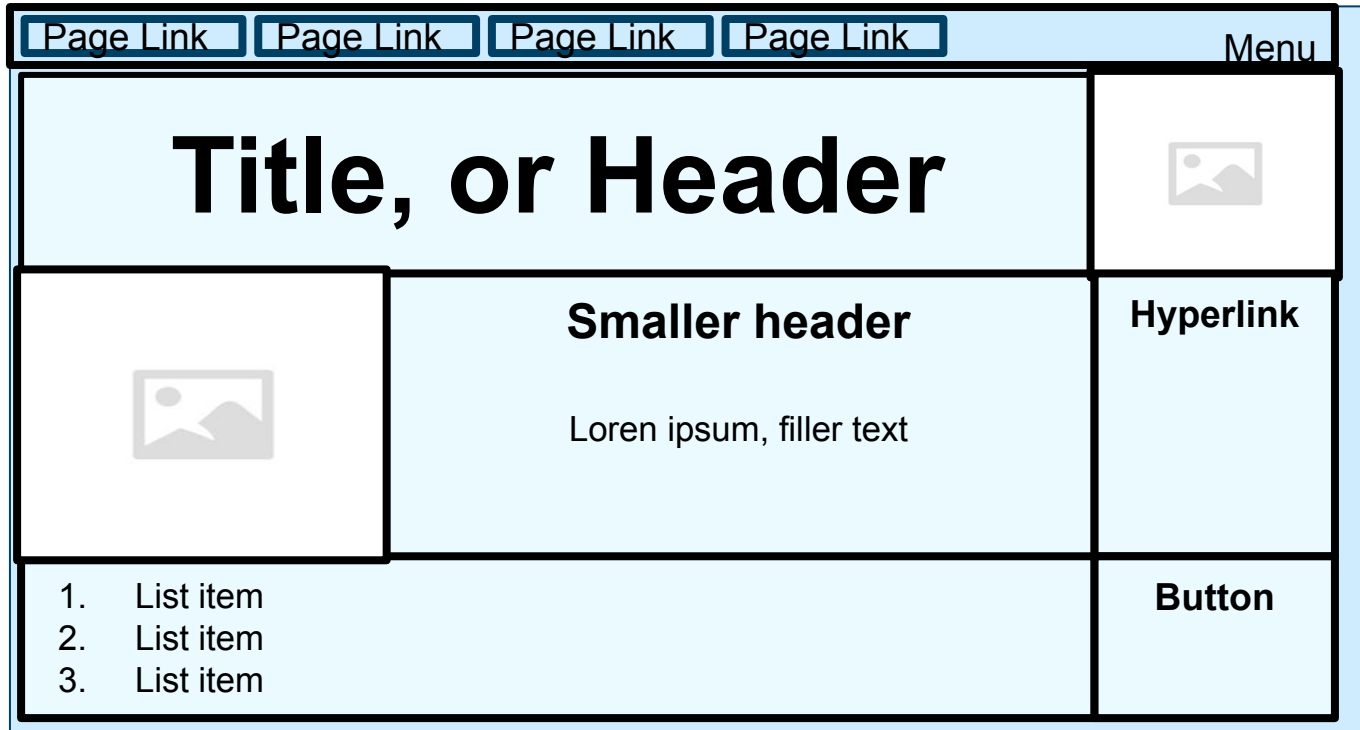 Page Link Page Link Page Link Page Link Menu
Title, or Header
Smaller header
Hyperlink
Loren ipsum, filler text
1. List item
2. List item
3. List item
Button